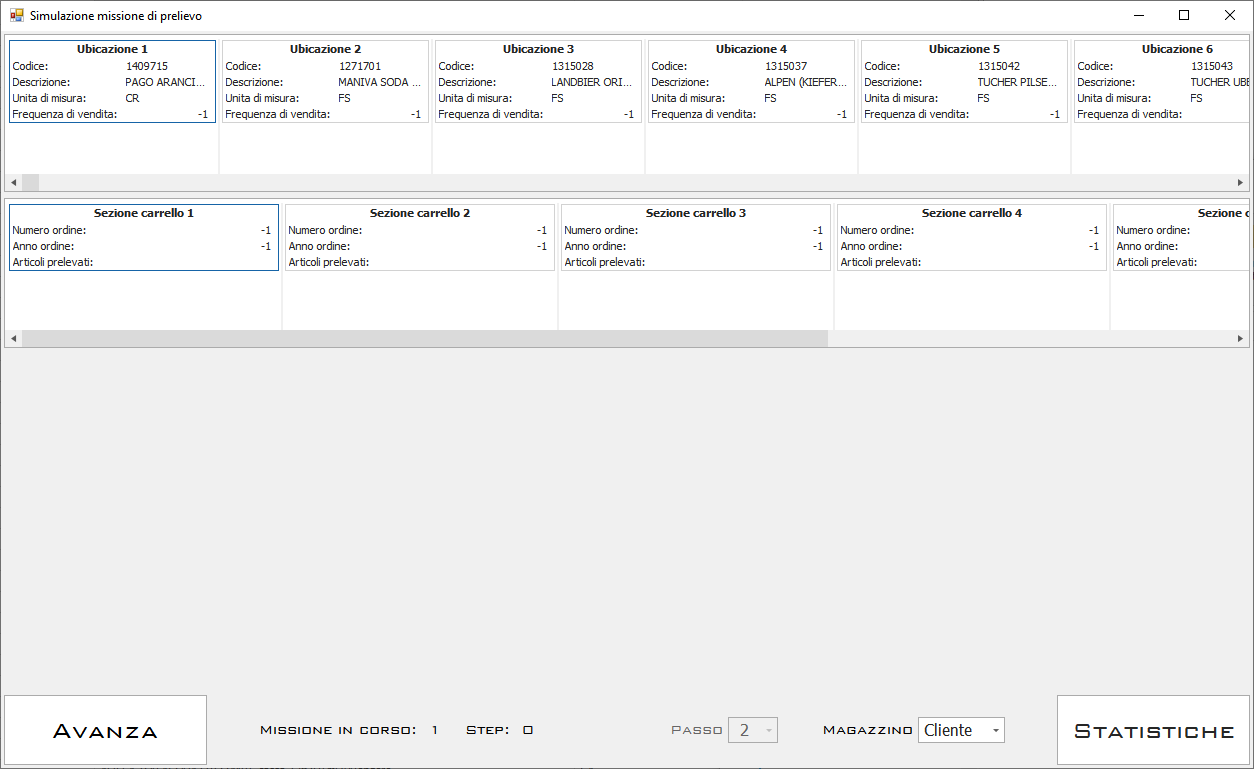 Simulazione missione di prelievo
Ubicazione 1 Ubicazione 2 Ubicazione 3 Ubicazione 4 Ubicazione 5 Ubicazione 6
Codice: 1409715 Codice: 1271701 Codice: 1315028 Codice: 1315037 Codice: 1315042 Codice: 1315043
Descrizione: PAGO ARANCI... Descrizione: MANIVA SODA ... Descrizione: LANDBIER ORI... Descrizione: ALPEN (KIEFER... Descrizione: TUCHER PILSE... Descrizione: TUCHER UBE
Unita di misura: CR Unita di misura: FS Unita di misura: FS Unita di misura: FS Unita di misura: FS Unita di misura: FS
Frequenza di vendita: -1 Frequenza di vendita: -1 Frequenza di vendita: -1 Frequenza di vendita: -1 Frequenza di vendita: -1 Frequenza di vendita:
Sezione carrello 1 Sezione carrello 2 Sezione carrello 3 Sezione carrello 4 Sezione
Numero ordine: -1 Numero ordine: -1 Numero ordine: -1 Numero ordine: -1 Numero ordine:
Anno ordine: -1 Anno ordine: -1 Anno ordine: -1 Anno ordine: -1 Anno ordine:
Articoli prelevati: Articoli prelevati: Articoli prelevati: Articoli prelevati: Articoli prelevati:
Avanza Missione in corso: 1 Step: 0 Passo 2 Magazzino Cliente Statistiche